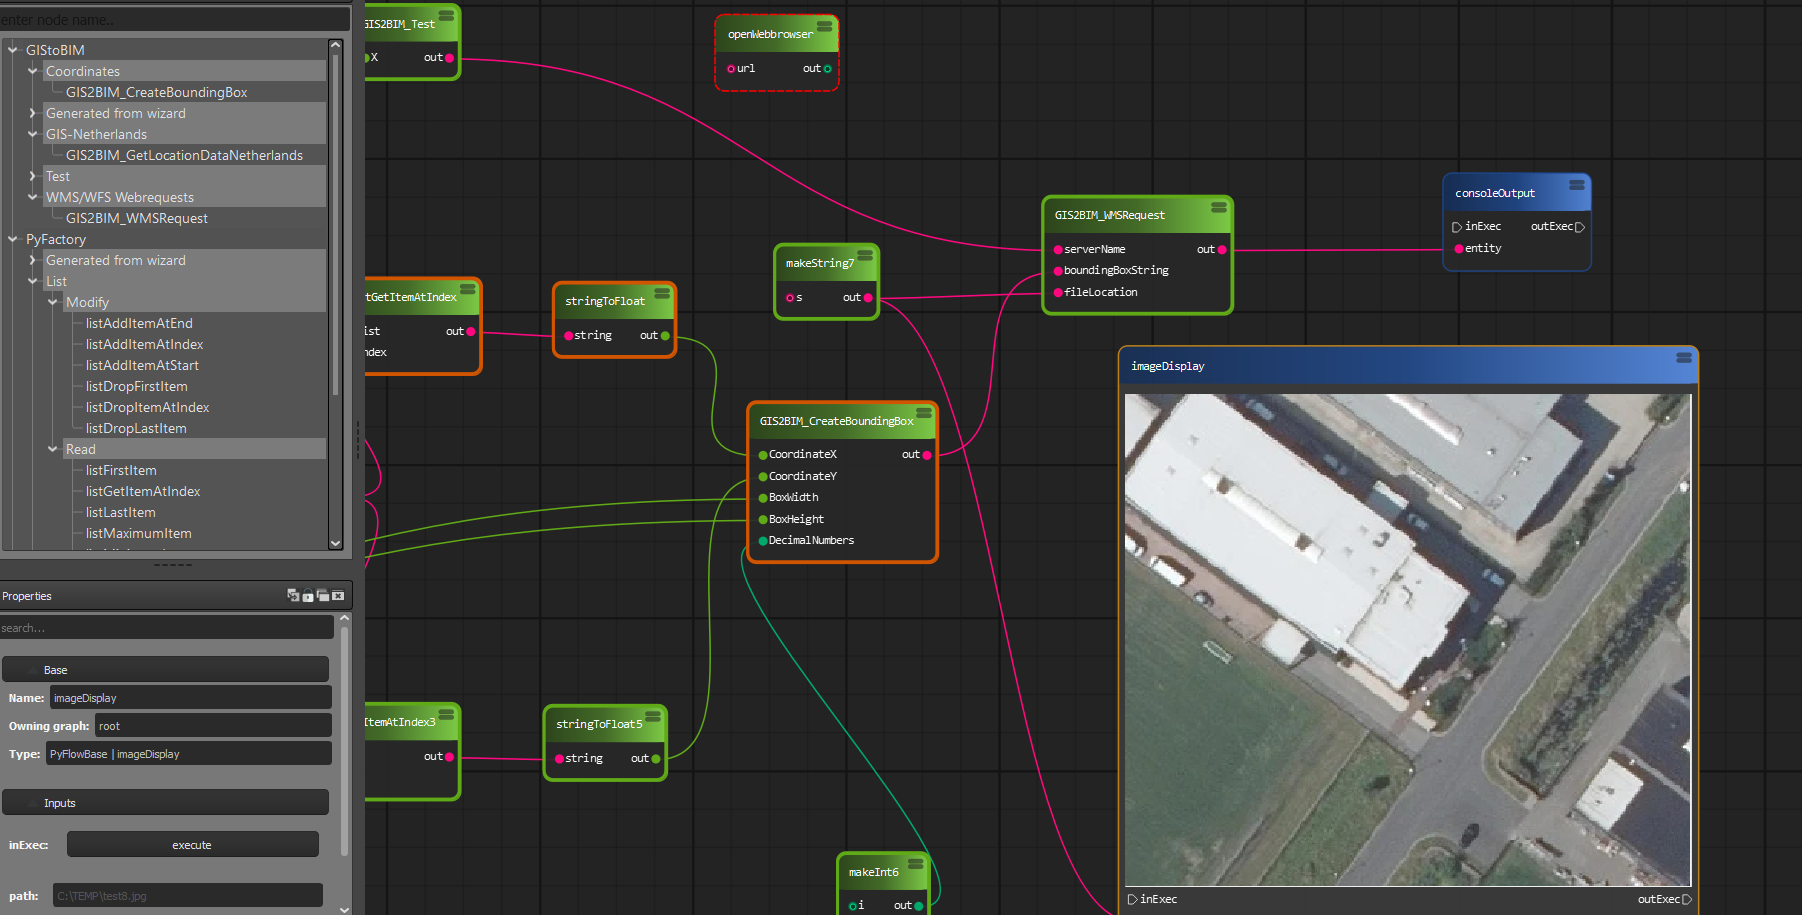 enter node name..
GIStoBIM
Coordinates
GIS2BIM_CreateBoundingBox
Generated from wizard
GIS-Netherlands
GIS2BIM_GetLocationDataNetherlands
Test
WMS/WFS Webrequests
GIS2BIM_WMSRequest
PyFactory
Generated from wizard
List
Modify
listAddItemAtEnd
listAddItemAtIndex
listAddItemAtStart
listDropFirstItem
listDropItemAtIndex
listDropLastItem
Read
listFirstItem
listGetItemAtIndex
listLastItem
listMaximumItem
Properties
search...
Base
Name: imageDisplay
Owning graph: root
Type: PyFlowBase | imageDisplay
Inputs
inExec: execute
path: C:\TEMP\test8.jpg
GIS2BIM_Test
X out
openWebbrowser
url out
tGetItemAtIndex
ist out
ndex
stringToFloat
string out
makeString7
s out
GIS2BIM_WMSRequest
serverName out
boundingBoxString
fileLocation
consoleOutput
inExec outExec
entity
GIS2BIM_CreateBoundingBox
CoordinateX out
CoordinateY
BoxWidth
BoxHeight
DecimalNumbers
ItemAtIndex3
out
stringToFloat5
string out
makeInt6
i out
imageDisplay
inExec outExec